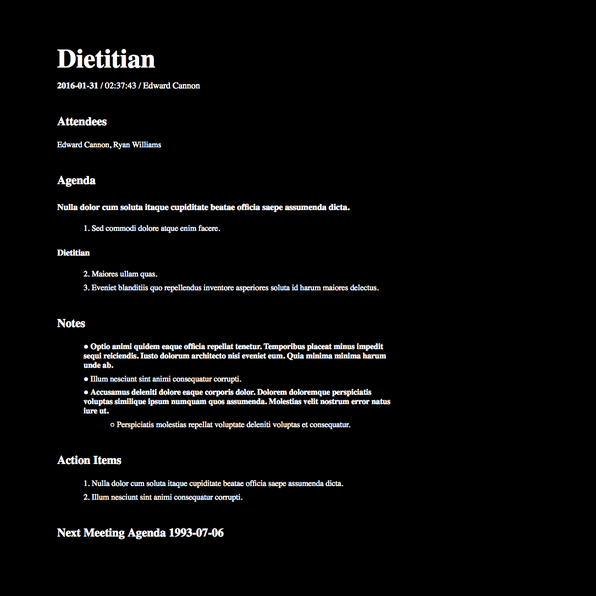 Dietitian
2016-01-31 / 02:37:43 / Edward Cannon
Attendees
Edward Cannon, Ryan Williams
Agenda
Nulla dolor cum soluta itaque cupiditate beatae officia saepe assumenda dicta.
1. Sed commodi dolore atque enim facere.
Dietitian
2. Maiores ullam quas.
3. Eveniet blanditiis quo repellendus inventore asperiores soluta id harum maiores delectus.
Notes
● Optio animi quidem eaque officia repellat tenetur. Temporibus placeat minus impedit
sequi reiciendis. Iusto dolorum architecto nisi eveniet eum. Quia minima minima harum
unde ab.
● Illum nesciunt sint animi consequatur corrupti.
● Accusamus deleniti dolore eaque corporis dolor. Dolorem doloremque perspiciatis
voluptas similique ipsum numquam quos assumenda. Molestias velit nostrum error natus
iure ut.
○ Perspiciatis molestias repellat voluptate deleniti voluptas et consequatur.
Action Items
1. Nulla dolor cum soluta itaque cupiditate beatae officia saepe assumenda dicta.
2. Illum nesciunt sint animi consequatur corrupti.
Next Meeting Agenda 1993-07-06